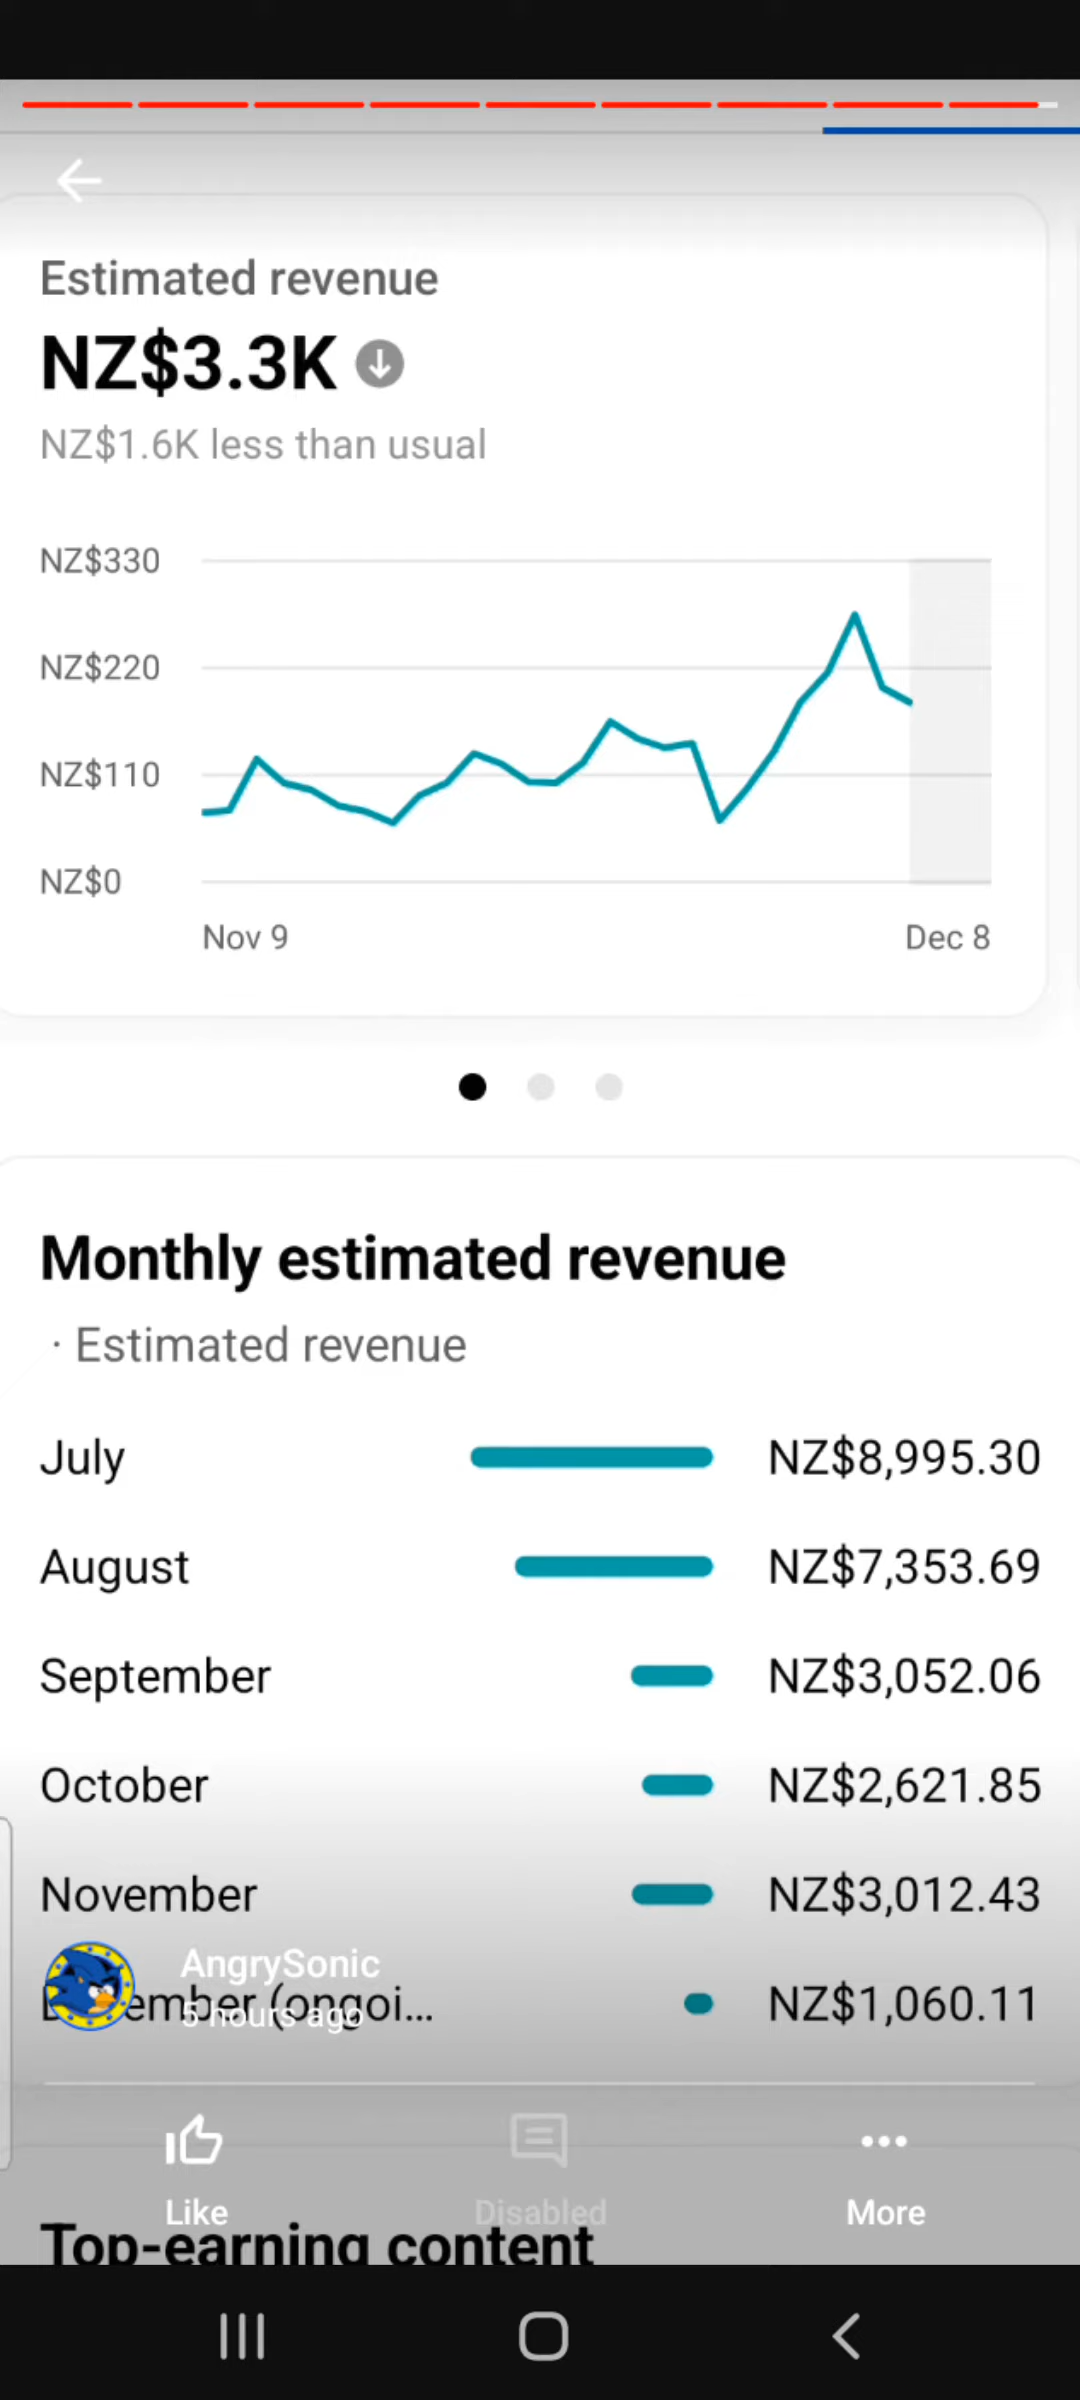 Estimated revenue
NZ$3.3K
NZ$1.6K less than usual
NZ$330
NZ$220
NZ$110
NZ$0
Nov 9 Dec 8
Monthly estimated revenue
· Estimated revenue
July NZ$8,995.30
August NZ$7,353.69
September NZ$3,052.06
October NZ$2,621.85
November NZ$3,012.43
AngrySonic
ember (ongoi... NZ$1,060.11
5 hours ago
Like Disabled More
Top-earning content